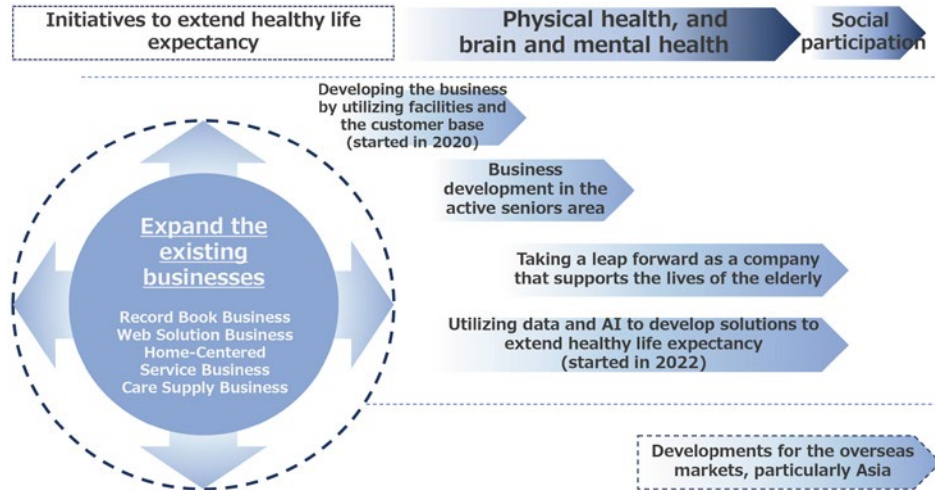 Initiatives to extend healthy life
expectancy
Physical health, and
brain and mental health
Social
participation
Developing the business
by utilizing facilities and
the customer base
(started in 2020)
Business
development in the
active seniors area
Expand the
existing
businesses
Record Book Business
Web Solution Business
Home-Centered
Service Business
Care Supply Business
Taking a leap forward as a company
that supports the lives of the elderly
Utilizing data and AI to develop solutions to
extend healthy life expectancy
(started in 2022)
Developments for the overseas
markets, particularly Asia